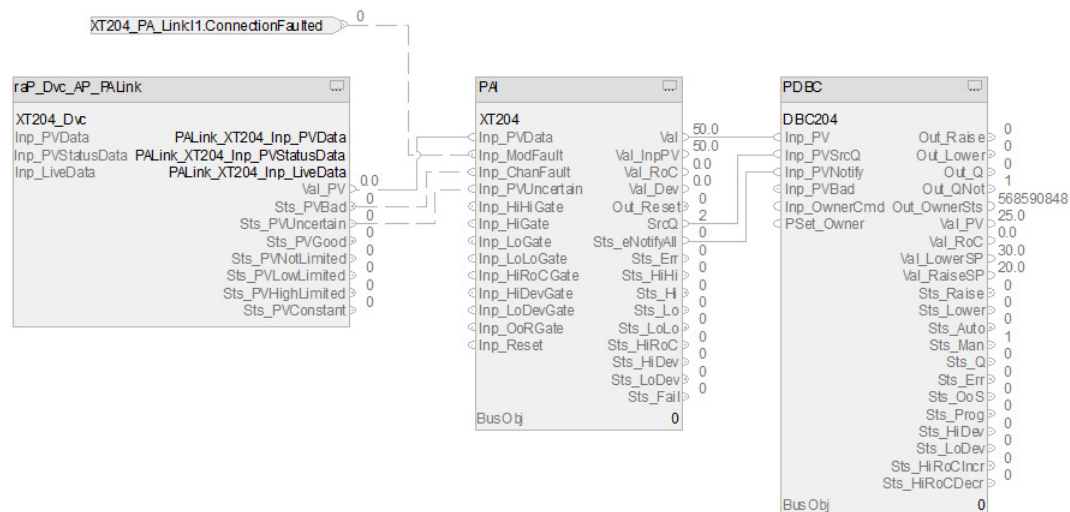 XT204_PA_Link:I1.ConnectionFaulted 0
raP_Dvc_AP_PALink
XT204_Dvc
Inp_PVData PALink_XT204_Inp_PVData
Inp_PVStatusData PALink_XT204_Inp_PVStatusData
Inp_LiveData PALink_XT204_Inp_LiveData
Val_PV 0.0
Sts_PVBad 0
Sts_PVUncertain 0
Sts_PVGood 0
Sts_PVNotLimited 0
Sts_PVLowLimited 0
Sts_PVHighLimited 0
Sts_PVConstant 0
PAI
XT204
Inp_PVData Val 50.0
Inp_ModFault Val_InpPV 50.0
Inp_ChanFault Val_RoC 0.0
Inp_PVUncertain Val_Dev 0.0
Inp_HiHiGate Out_Reset 0
Inp_HiGate SrcQ 2
Inp_LoGate Sts_eNotifyAll 0
Inp_LoLoGate Sts_Err 0
Inp_HiRoCGate Sts_HiHi 0
Inp_HiDevGate Sts_Hi 0
Inp_LoDevGate Sts_Lo 0
Inp_OoRGate Sts_LoLo 0
Inp_Reset Sts_HiRoC 0
Sts_HiDev 0
Sts_LoDev 0
Sts_Fail 0
BusObj 0
PDBC
DBC204
Inp_PV Out_Raise 0
Inp_PVSrcQ Out_Lower 0
Inp_PVNotify Out_Q 0
Inp_PVBad Out_QNot 1
Inp_OwnerCmd Out_OwnerSts 568590848
PSet_Owner Val_PV 25.0
Val_RoC 0.0
Val_LowerSP 30.0
Val_RaiseSP 20.0
Sts_Raise 0
Sts_Lower 0
Sts_Auto 0
Sts_Man 1
Sts_Q 0
Sts_Err 0
Sts_OoS 0
Sts_Prog 0
Sts_HiDev 0
Sts_LoDev 0
Sts_HiRoCIncr 0
Sts_HiRoCDecr 0
BusObj 0